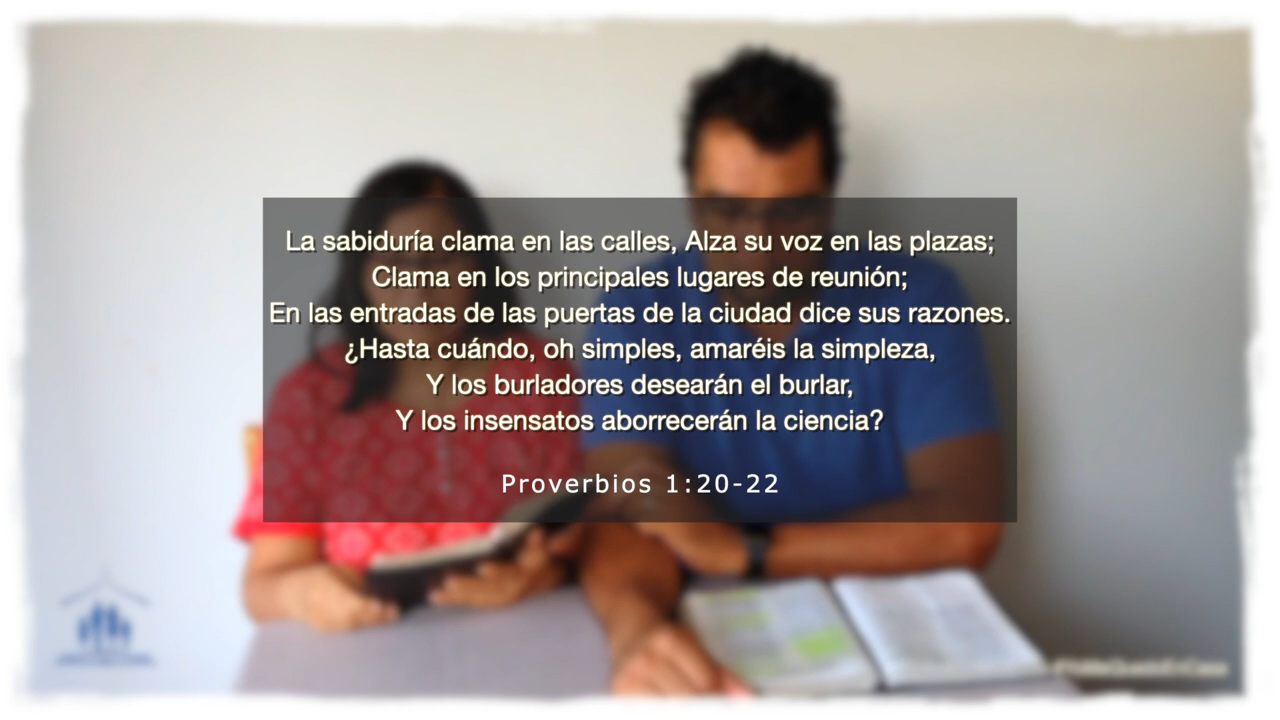 La sabiduría clama en las calles, Alza su voz en las plazas;
Clama en los principales lugares de reunión;
En las entradas de las puertas de la ciudad dice sus razones.
¿Hasta cuándo, oh simples, amaréis la simpleza,
Y los burladores desearán el burlar,
Y los insensatos aborrecerán la ciencia?
Proverbios 1:20-22